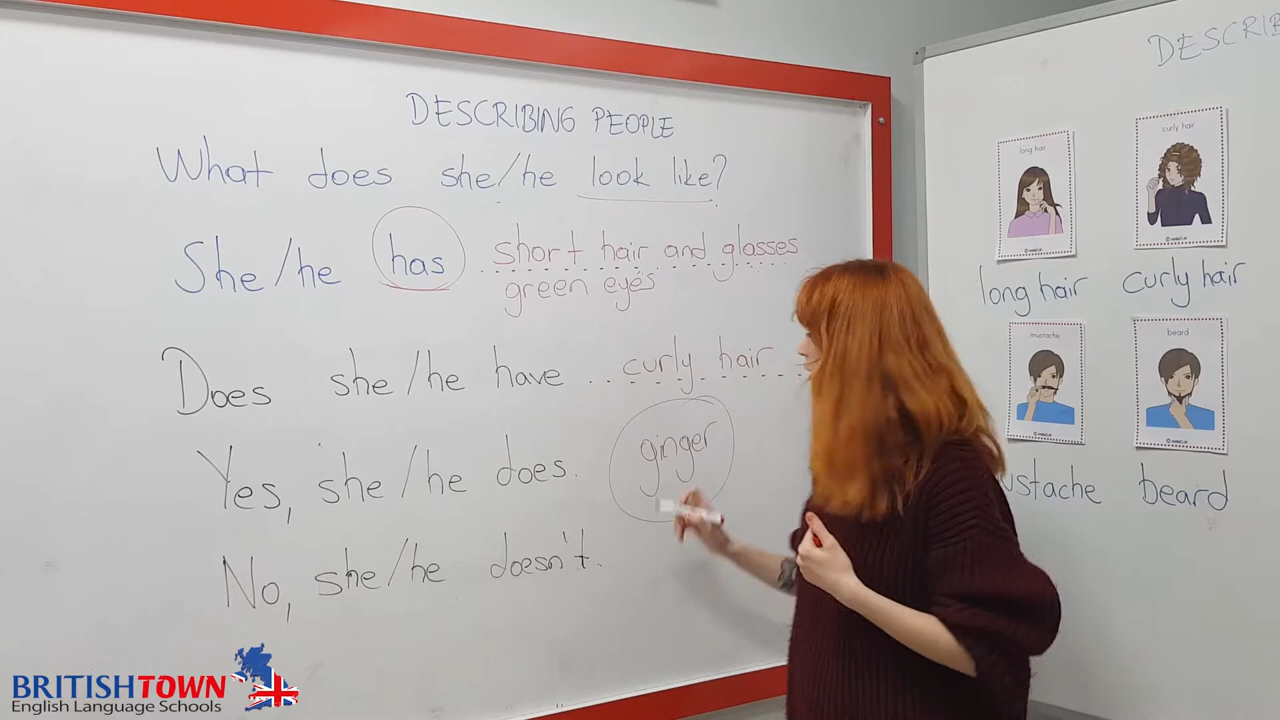 DESCRIBING PEOPLE
What does she/he look like?
She/he has short hair and glasses
green eyes
Does she/he have curly hair
Yes, she/he does.
ginger
No, she/he doesn't.
long hair
curly hair
long hair
curly hair
mustache
beard
beard
BRITISHTOWN
English Language Schools